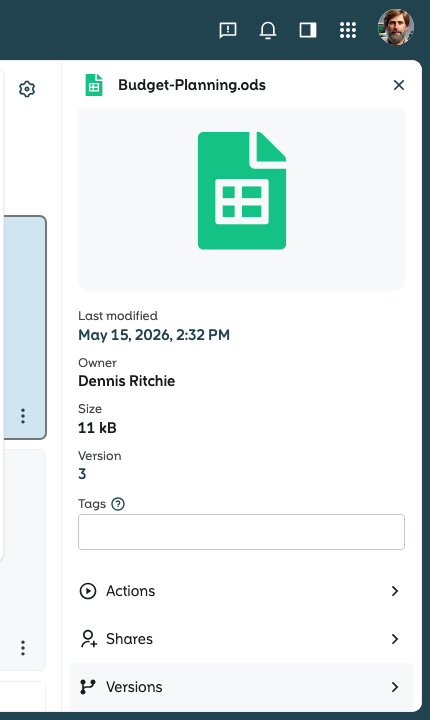 Budget-Planning.ods
Last modified
May 15, 2026, 2:32 PM
Owner
Dennis Ritchie
Size
11 kB
Version
3
Tags
Actions
Shares
Versions